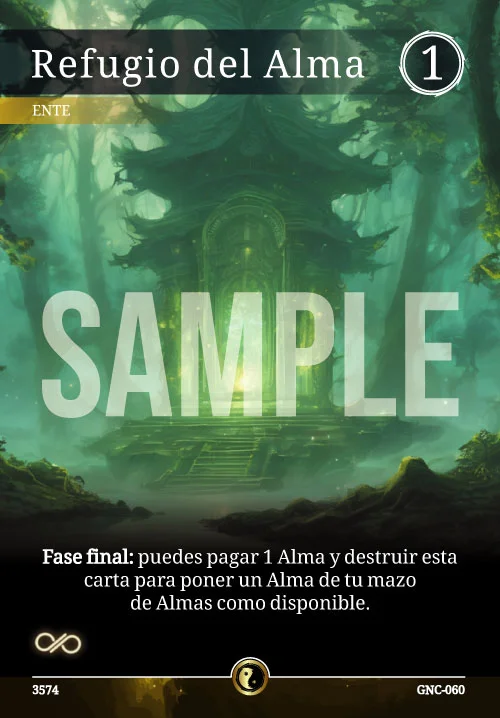 Refugio del Alma 1
ENTE
SAMPLE
Fase final: puedes pagar 1 Alma y destruir esta
carta para poner un Alma de tu mazo
de Almas como disponible.
3574 GNC-060